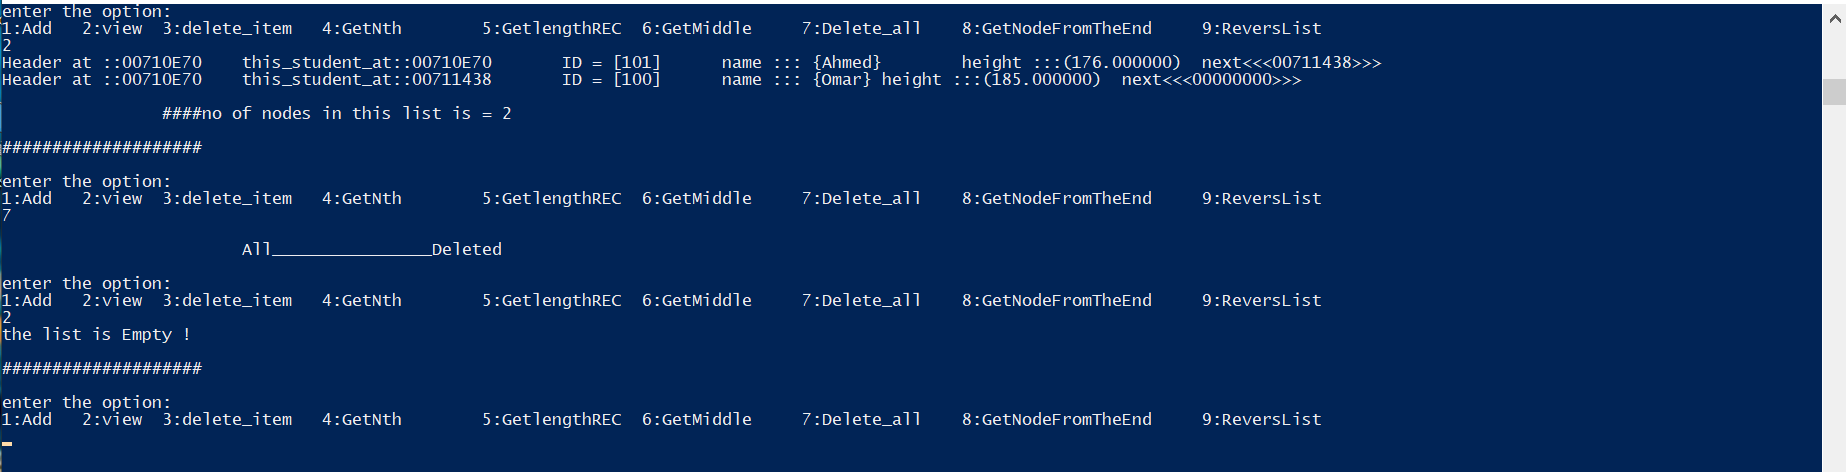 enter the option:
1:Add 2:view 3:delete_item 4:GetNth 5:GetlengthREC 6:GetMiddle 7:Delete_all 8:GetNodeFromTheEnd 9:ReversList
2
Header at ::00710E70 this_student_at::00710E70 ID = [101] name ::: {Ahmed} height :::(176.000000) next<<<00711438>>>
Header at ::00710E70 this_student_at::00711438 ID = [100] name ::: {Omar} height :::(185.000000) next<<<00000000>>>
####no of nodes in this list is = 2
####################
enter the option:
1:Add 2:view 3:delete_item 4:GetNth 5:GetlengthREC 6:GetMiddle 7:Delete_all 8:GetNodeFromTheEnd 9:ReversList
7
All________________Deleted
enter the option:
1:Add 2:view 3:delete_item 4:GetNth 5:GetlengthREC 6:GetMiddle 7:Delete_all 8:GetNodeFromTheEnd 9:ReversList
2
the list is Empty !
####################
enter the option:
1:Add 2:view 3:delete_item 4:GetNth 5:GetlengthREC 6:GetMiddle 7:Delete_all 8:GetNodeFromTheEnd 9:ReversList